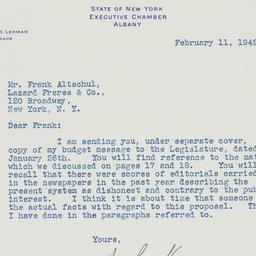 STATE OF NEW YORK
EXECUTIVE CHAMBER
ALBANY
LEHMAN
February 11, 194
Mr. Frank Altschul,
Lazard Freres & Co.,
120 Broadway,
New York, N. Y.
Dear Frank:
I am sending you, under separate cover,
copy of my budget message to the Legislature, dated
January 26th. You will find reference to the mat
which we discussed on pages 17 and 18. You will
recall that there were scores of editorials carried
in the newspapers in the past year describing the
present system as dishonest and contrary to the pub
interest. I think it is about time that someone
the actual facts with regard to this proposal. Th
I have done in the paragraphs referred to.
Yours,